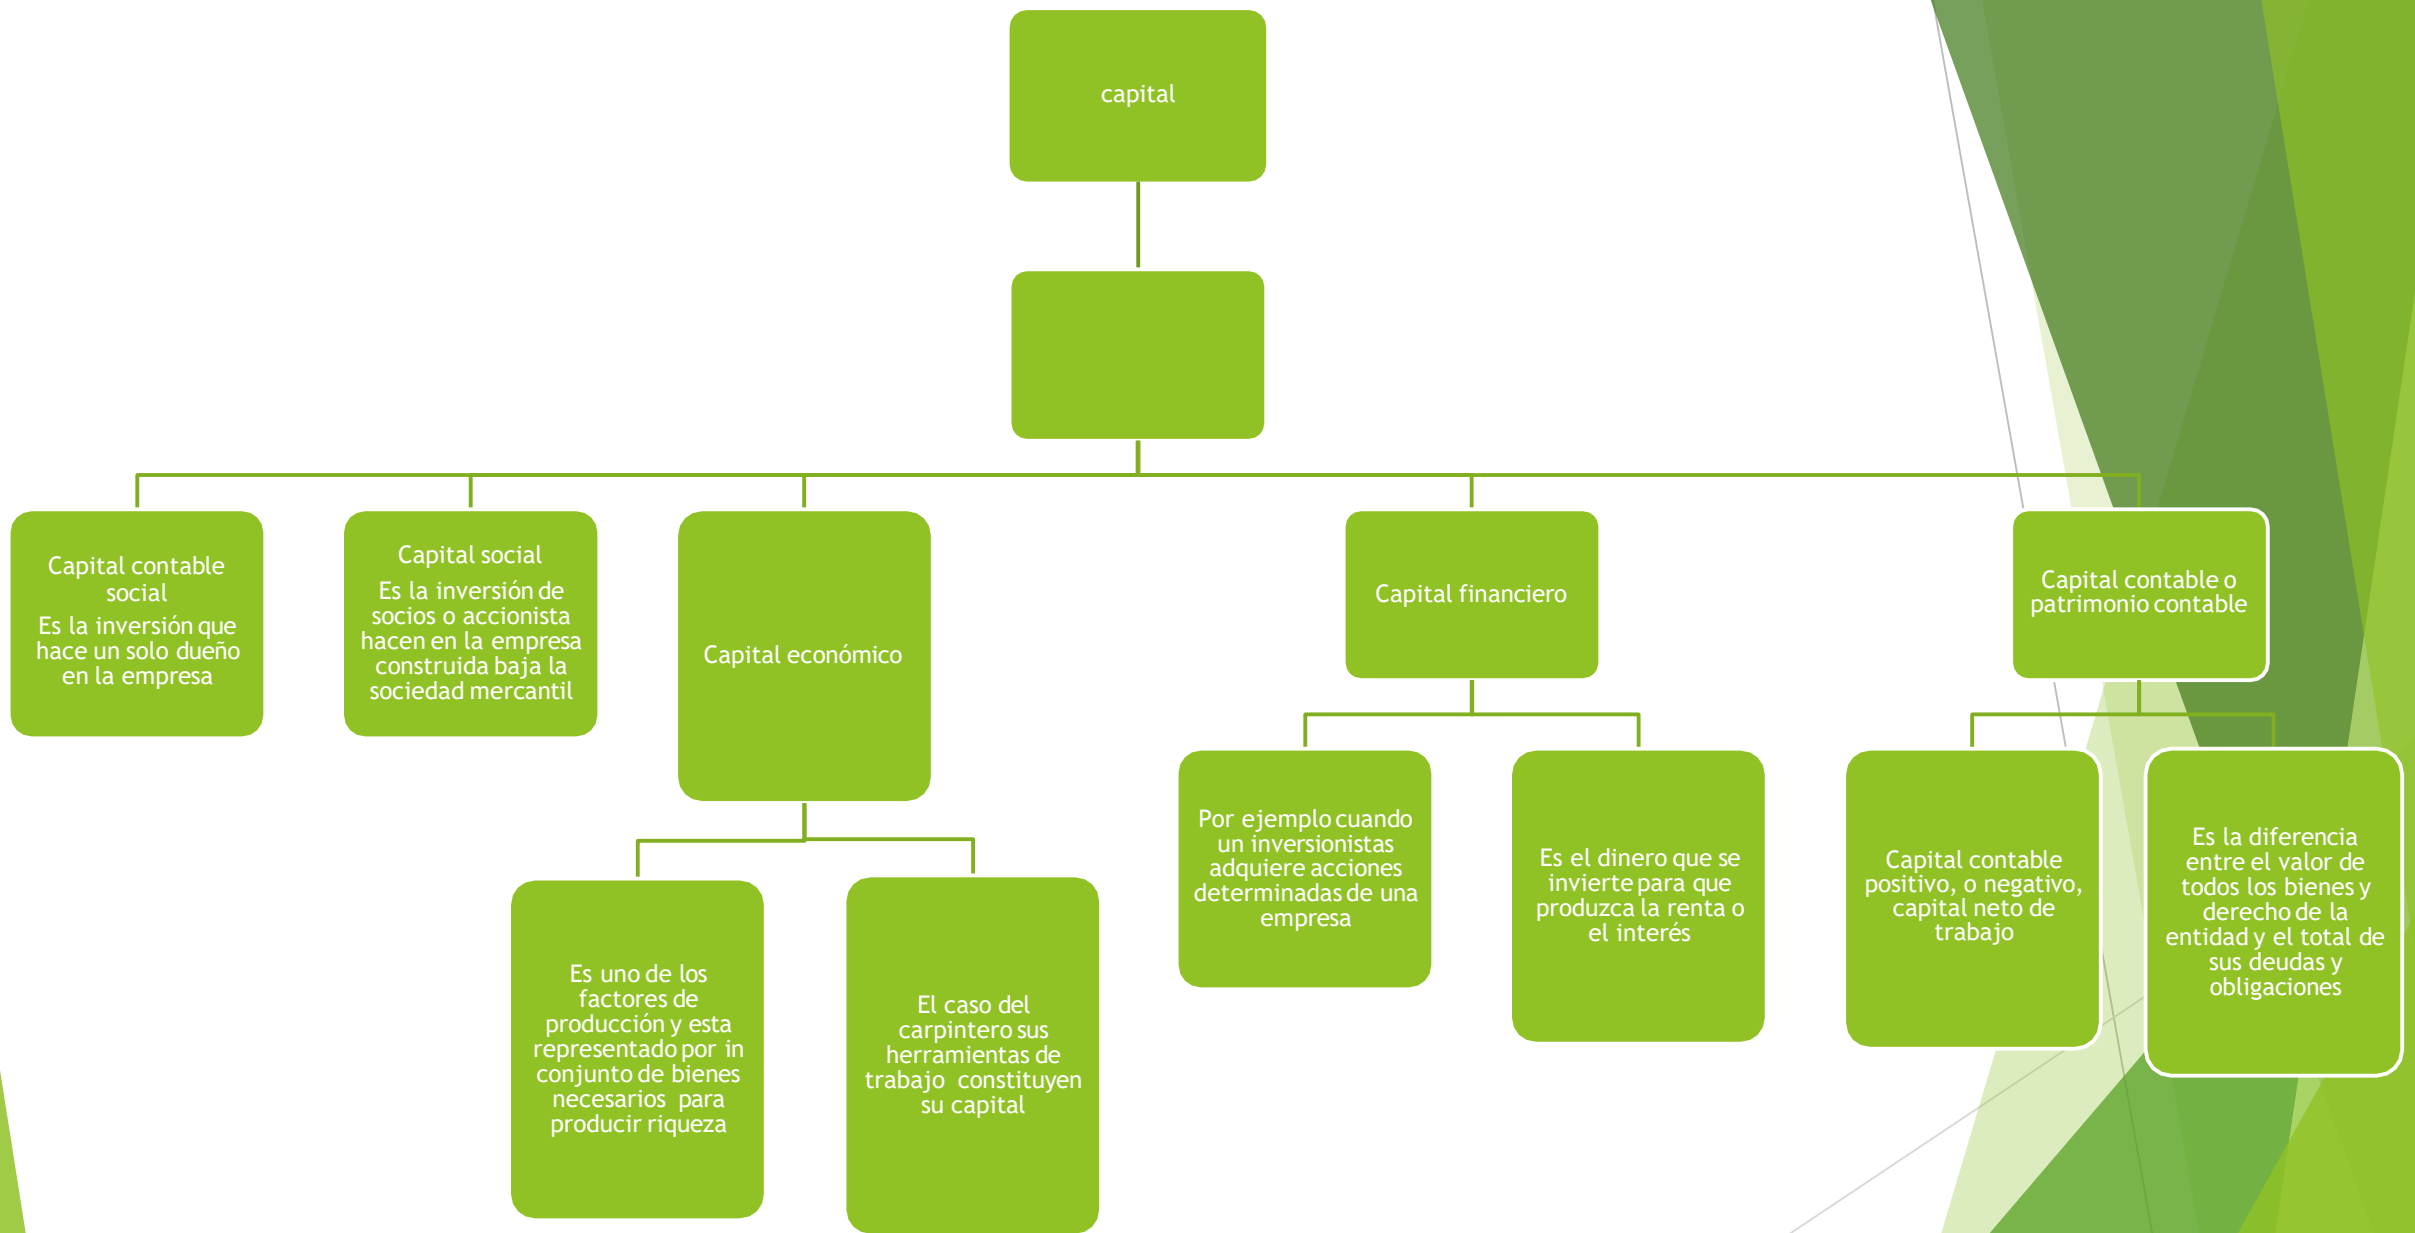 capital
Capital contable
social
Es la inversión que
hace un solo dueño
en la empresa
Capital social
Es la inversión de
socios o accionista
hacen en la empresa
construida baja la
sociedad mercantil
Capital económico
Es uno de los
factores de
producción y esta
representado por in
conjunto de bienes
necesarios para
producir riqueza
El caso del
carpintero sus
herramientas de
trabajo constituyen
su capital
Capital financiero
Por ejemplo cuando
un inversionistas
adquiere acciones
determinadas de una
empresa
Es el dinero que se
invierte para que
produzca la renta o
el interés
Capital contable o
patrimonio contable
Capital contable
positivo, o negativo,
capital neto de
trabajo
Es la diferencia
entre el valor de
todos los bienes y
derecho de la
entidad y el total de
sus deudas y
obligaciones